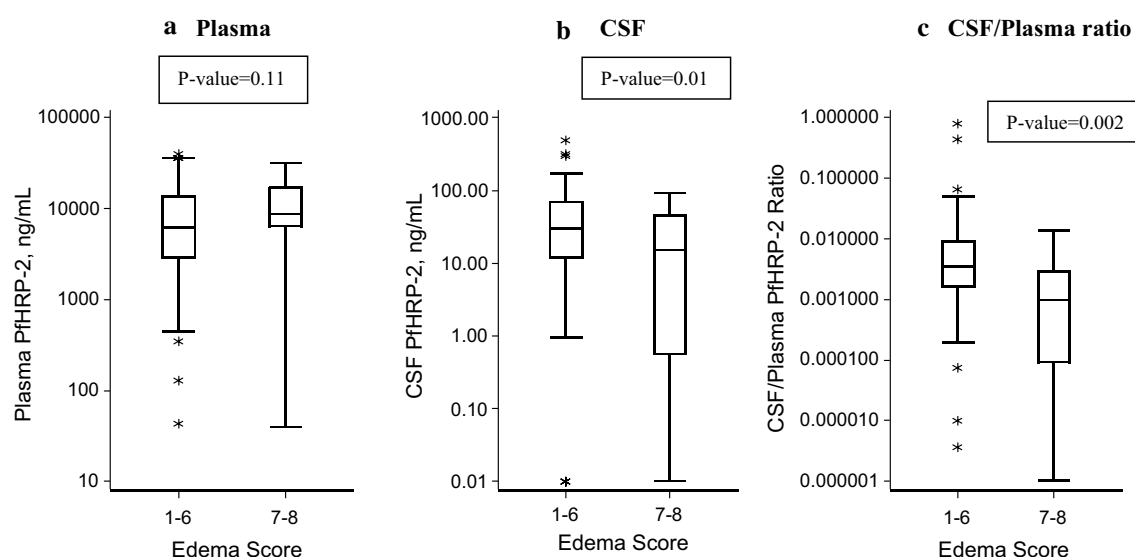 a Plasma
P-value=0.11
Plasma PfHRP-2, ng/mL
100000
10000
1000
100
10
1-6
7-8
Edema Score
b CSF
P-value=0.01
CSF PfHRP-2, ng/mL
1000.00
100.00
10.00
1.00
0.10
0.01
1-6
7-8
Edema Score
c CSF/Plasma ratio
P-value=0.002
CSF/Plasma PfHRP-2 Ratio
1.000000
0.100000
0.010000
0.001000
0.000100
0.000010
0.000001
1-6
7-8
Edema Score